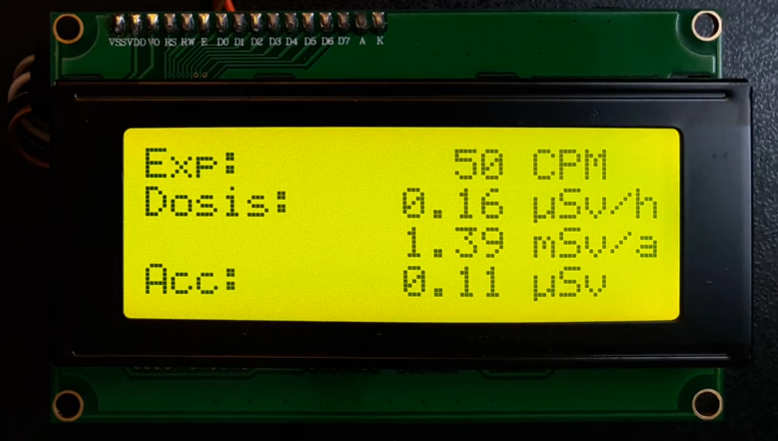 VSS VDD V0 RS RW E D0 D1 D2 D3 D4 D5 D6 D7 A K
Exp: 50 CPM
Dosis: 0.16 µSv/h
1.39 mSv/a
Acc: 0.11 µSv